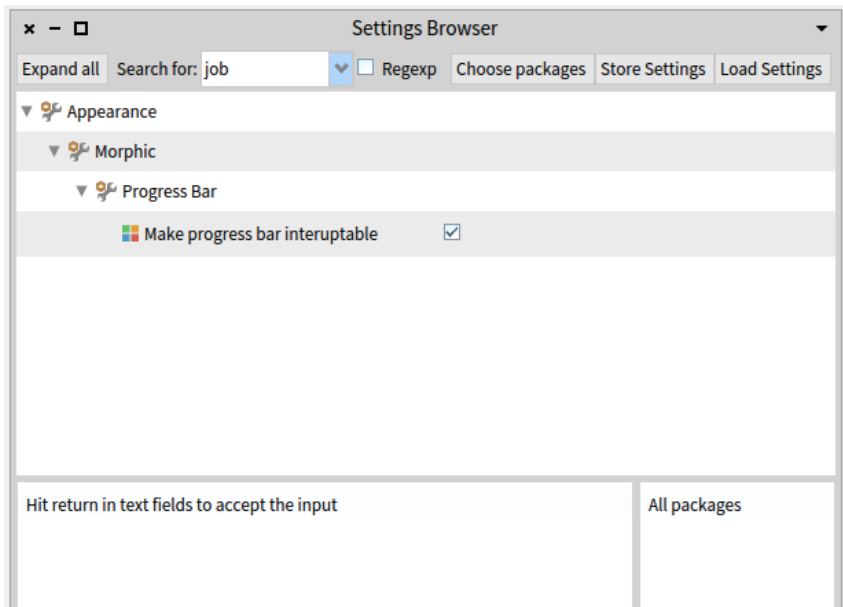 Settings Browser
Expand all Search for: job Regexp Choose packages Store Settings Load Settings
Appearance
Morphic
Progress Bar
Make progress bar interuptable
Hit return in text fields to accept the input
All packages